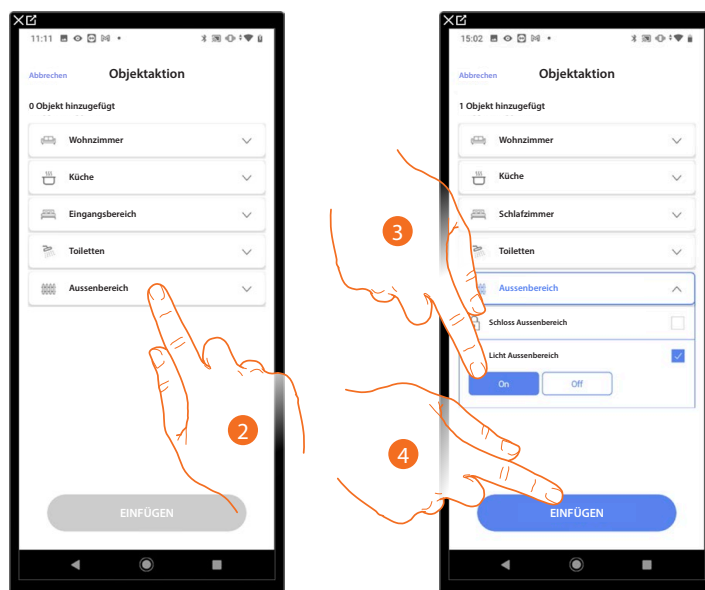 11:11
Abbrechen Objektaktion
0 Objekt hinzugefügt
Wohnzimmer
Küche
Eingangsbereich
Toiletten
Aussenbereich
2
EINFÜGEN
15:02
Abbrechen Objektaktion
1 Objekt hinzugefügt
Wohnzimmer
Küche
Schlafzimmer
3
Toiletten
Aussenbereich
Schloss Aussenbereich
Licht Aussenbereich
On Off
4
EINFÜGEN